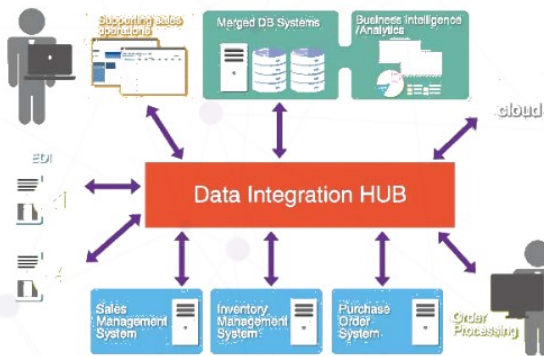 Supporting sales
operations
Merged DB Systems
Business Intelligence
/Analytics
cloud
EDI
Data Integration HUB
Sales
Management
System
Inventory
Management
System
Purchase
Order
System
Order
Processing